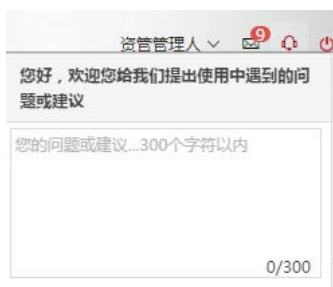 资管管理人 9
您好，欢迎您给我们提出使用中遇到的问
题或建议
您的问题或建议...300个字符以内
0/300